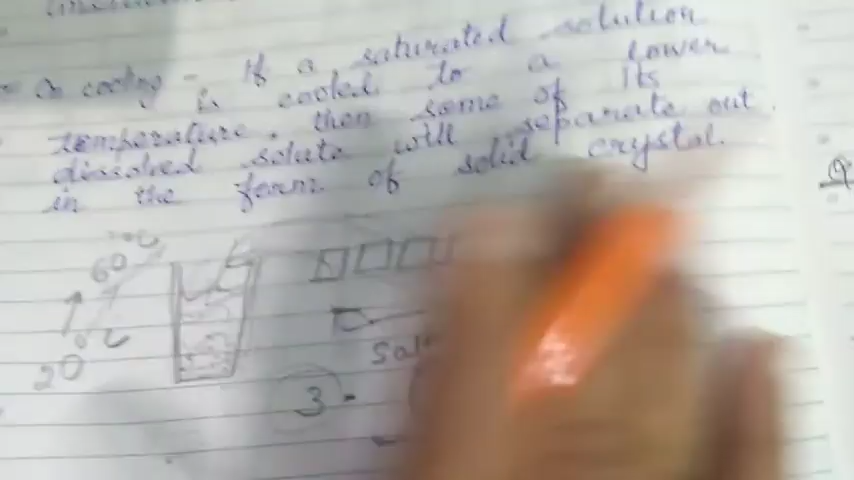 On cooling - If a saturated solution
is cooled to a lower
temperature, then some of its
dissolved solute will separate out
in the form of solid crystal.
60
20 °C
3.